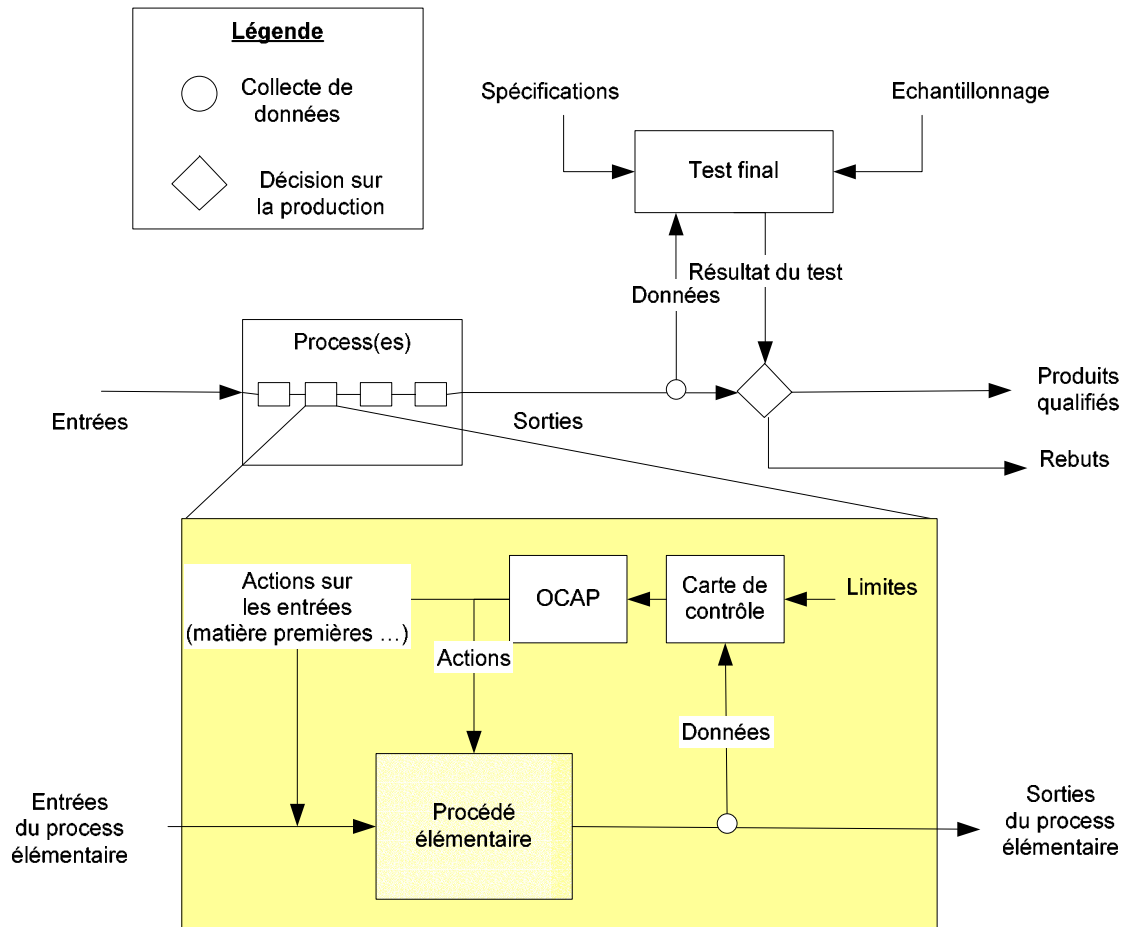 Légende
Collecte de
données
Décision sur
la production
Spécifications
Echantillonnage
Test final
Résultat du test
Données
Process(es)
Entrées
Sorties
Produits
qualifiés
Rebuts
Actions sur
les entrées
(matière premières …)
OCAP
Carte de
contrôle
Limites
Actions
Données
Entrées
du process
élémentaire
Procédé
élémentaire
Sorties
du process
élémentaire